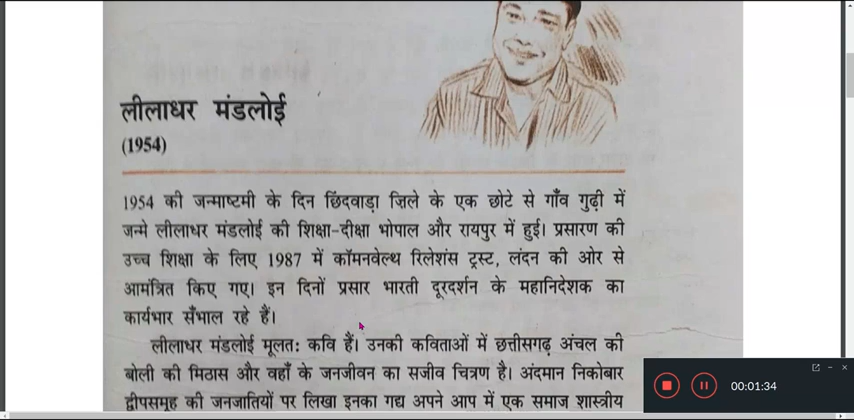 लीलाधर मंडलोई
(1954)
1954 की जन्माष्टमी के दिन छिंदवाड़ा ज़िले के एक छोटे से गाँव गुढ़ी में
जन्मे लीलाधर मंडलोई की शिक्षा-दीक्षा भोपाल और रायपुर में हुई। प्रसारण की
उच्च शिक्षा के लिए 1987 में कॉमनवेल्थ रिलेशंस ट्रस्ट, लंदन की ओर से
आमंत्रित किए गए। इन दिनों प्रसार भारती दूरदर्शन के महानिदेशक का
कार्यभार सँभाल रहे हैं।
लीलाधर मंडलोई मूलत: कवि हैं। उनकी कविताओं में छत्तीसगढ़ अंचल की
बोली की मिठास और वहाँ के जनजीवन का सजीव चित्रण है। अंदमान निकोबार
द्वीपसमूह की जनजातियों पर लिखा इनका गद्य अपने आप में एक समाज शास्त्रीय
00:01:34